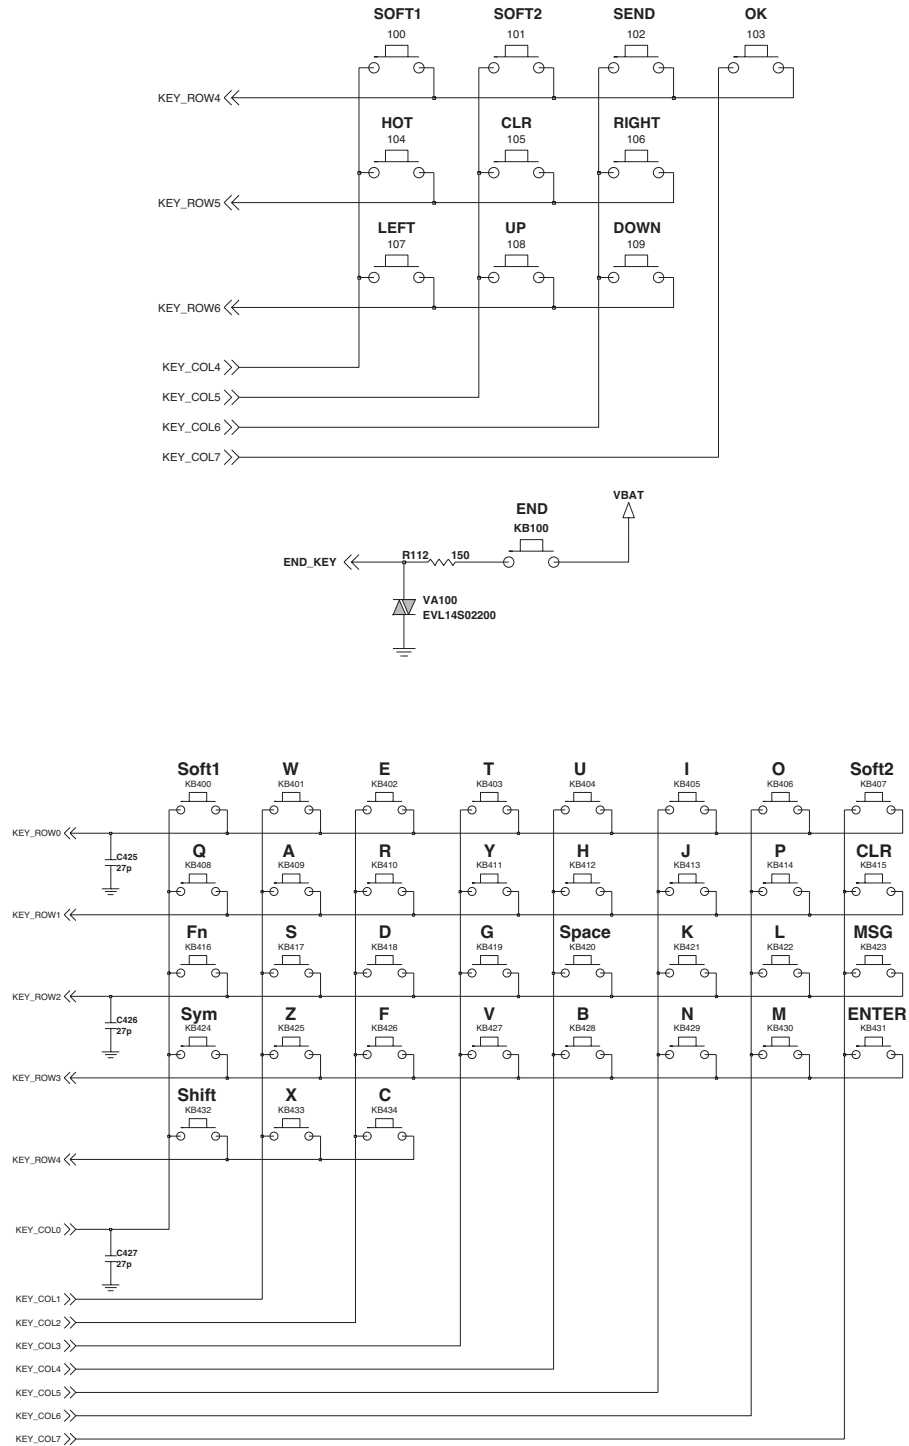 SOFT1 SOFT2 SEND OK
100 101 102 103
KEY_ROW4
HOT CLR RIGHT
104 105 106
KEY_ROW5
LEFT UP DOWN
107 108 109
KEY_ROW6
KEY_COL4
KEY_COL5
KEY_COL6
KEY_COL7
VBAT
END
KB100
END_KEY R112 150
VA100
EVL14S02200
Soft1 W E T U I O Soft2
KB400 KB401 KB402 KB403 KB404 KB405 KB406 KB407
KEY_ROW0
C425
27p
Q A R Y H J P CLR
KB408 KB409 KB410 KB411 KB412 KB413 KB414 KB415
KEY_ROW1
Fn S D G Space K L MSG
KB416 KB417 KB418 KB419 KB420 KB421 KB422 KB423
KEY_ROW2
C426
27p
Sym Z F V B N M ENTER
KB424 KB425 KB426 KB427 KB428 KB429 KB430 KB431
KEY_ROW3
Shift X C
KB432 KB433 KB434
KEY_ROW4
KEY_COL0
C427
27p
KEY_COL1
KEY_COL2
KEY_COL3
KEY_COL4
KEY_COL5
KEY_COL6
KEY_COL7